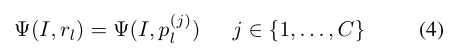 Ψ(I, r_l) = Ψ(I, p_l^{(j)})   j ∈ {1, . . . , C}   (4)